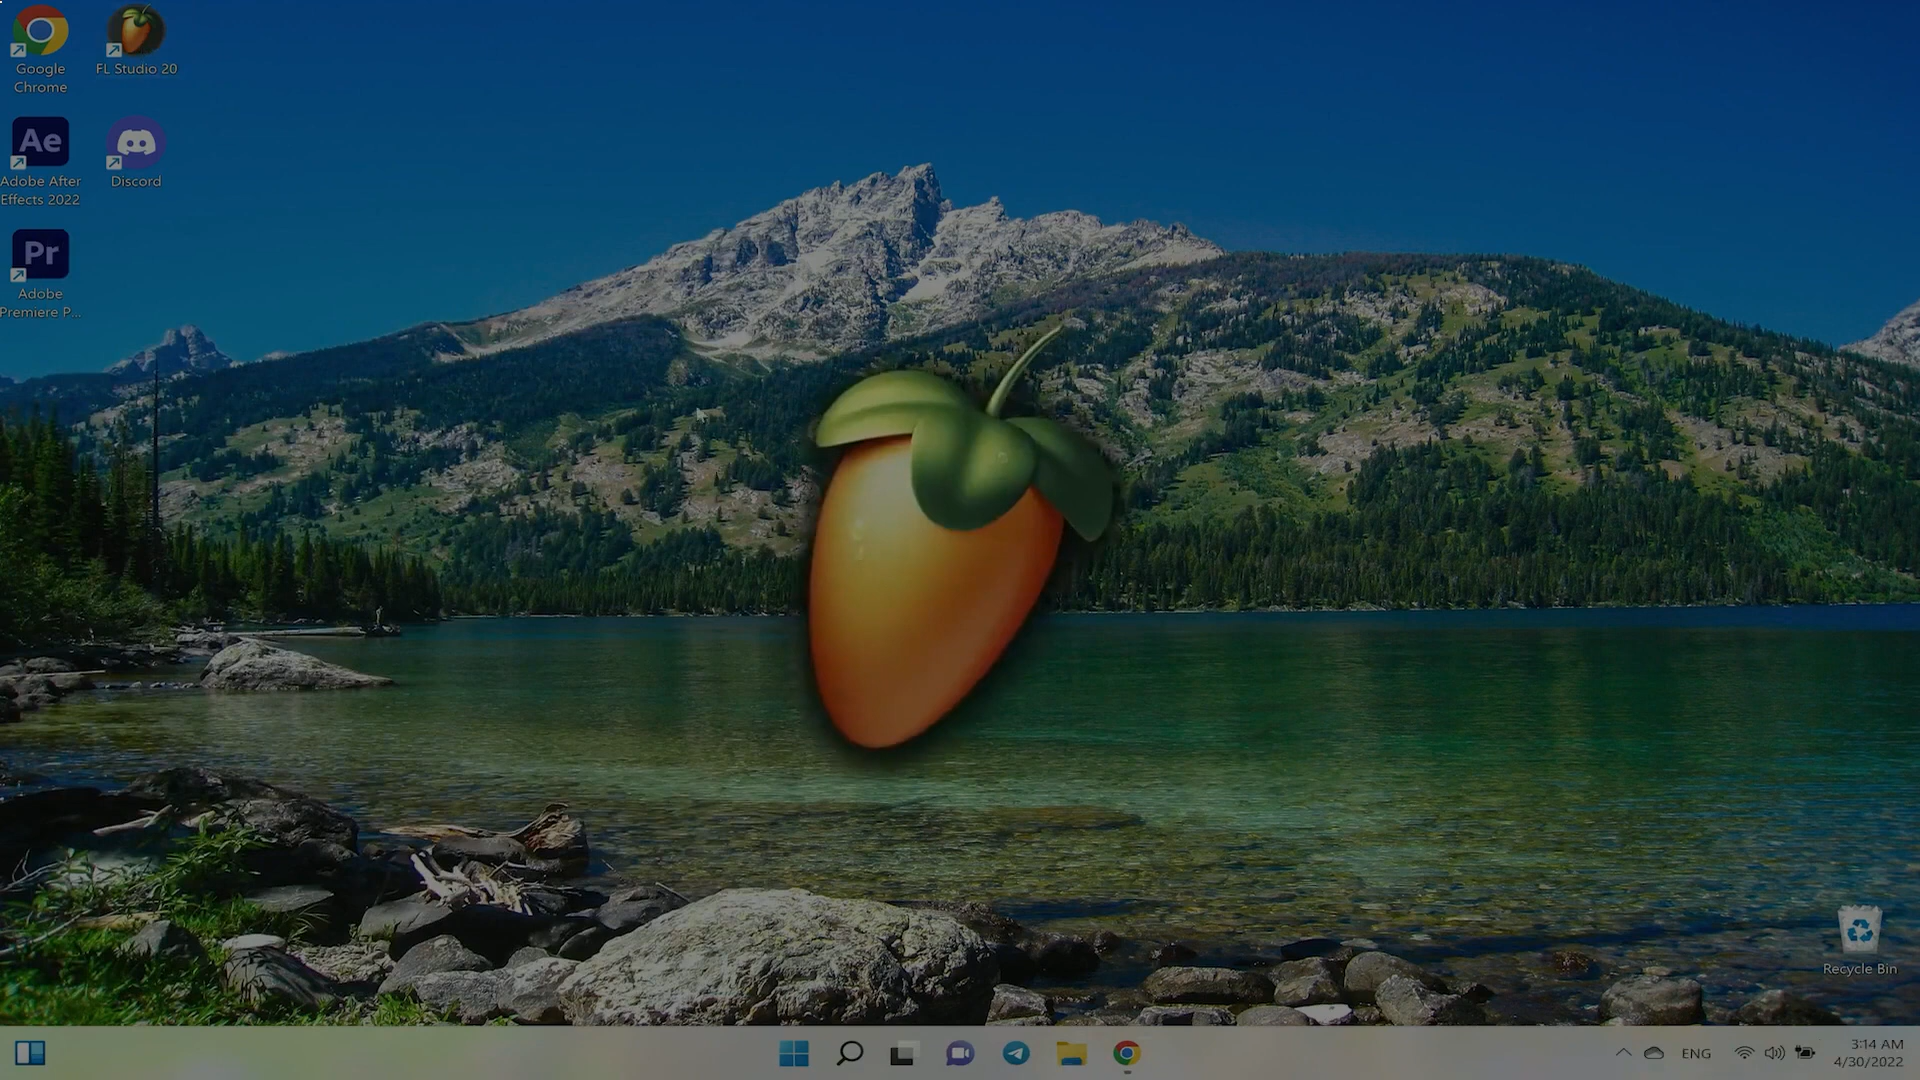 Google
Chrome
FL Studio 20
Ae
Adobe After
Effects 2022
Discord
Pr
Adobe
Premiere P...
Recycle Bin
ENG
3:14 AM
4/30/2022